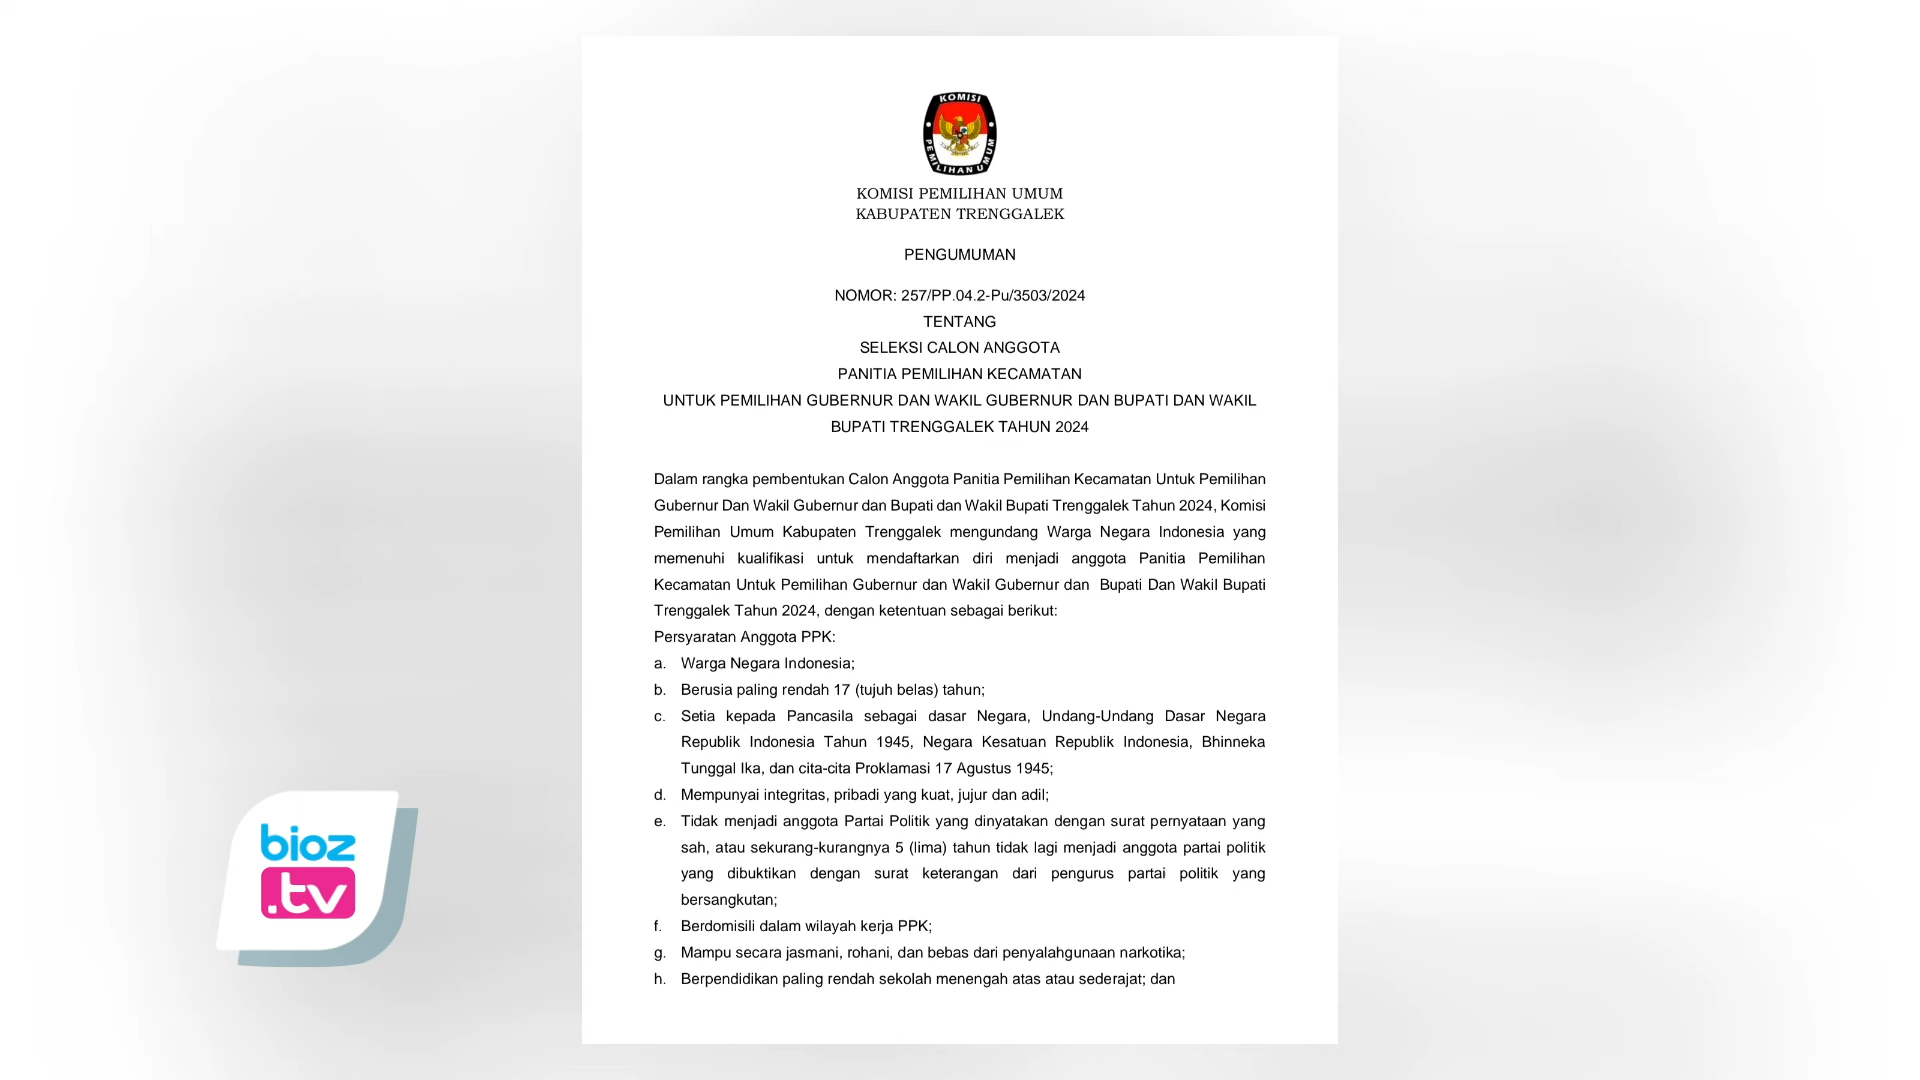 KOMISI
PEMILIHAN UMUM
KOMISI PEMILIHAN UMUM
KABUPATEN TRENGGALEK
PENGUMUMAN
NOMOR: 257/PP.04.2-Pu/3503/2024
TENTANG
SELEKSI CALON ANGGOTA
PANITIA PEMILIHAN KECAMATAN
UNTUK PEMILIHAN GUBERNUR DAN WAKIL GUBERNUR DAN BUPATI DAN WAKIL
BUPATI TRENGGALEK TAHUN 2024
Dalam rangka pembentukan Calon Anggota Panitia Pemilihan Kecamatan Untuk Pemilihan
Gubernur Dan Wakil Gubernur dan Bupati dan Wakil Bupati Trenggalek Tahun 2024, Komisi
Pemilihan Umum Kabupaten Trenggalek mengundang Warga Negara Indonesia yang
memenuhi kualifikasi untuk mendaftarkan diri menjadi anggota Panitia Pemilihan
Kecamatan Untuk Pemilihan Gubernur dan Wakil Gubernur dan Bupati Dan Wakil Bupati
Trenggalek Tahun 2024, dengan ketentuan sebagai berikut:
Persyaratan Anggota PPK:
a. Warga Negara Indonesia;
b. Berusia paling rendah 17 (tujuh belas) tahun;
c. Setia kepada Pancasila sebagai dasar Negara, Undang-Undang Dasar Negara
Republik Indonesia Tahun 1945, Negara Kesatuan Republik Indonesia, Bhinneka
Tunggal Ika, dan cita-cita Proklamasi 17 Agustus 1945;
d. Mempunyai integritas, pribadi yang kuat, jujur dan adil;
e. Tidak menjadi anggota Partai Politik yang dinyatakan dengan surat pernyataan yang
sah, atau sekurang-kurangnya 5 (lima) tahun tidak lagi menjadi anggota partai politik
yang dibuktikan dengan surat keterangan dari pengurus partai politik yang
bersangkutan;
f. Berdomisili dalam wilayah kerja PPK;
g. Mampu secara jasmani, rohani, dan bebas dari penyalahgunaan narkotika;
h. Berpendidikan paling rendah sekolah menengah atas atau sederajat; dan
bioz
.tv